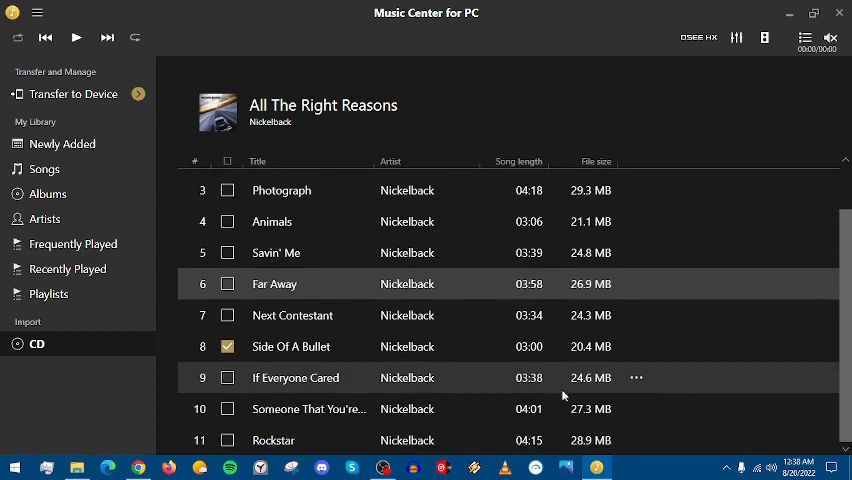 Music Center for PC
DSEE HX
00:00/00:00
Transfer and Manage
Transfer to Device
My Library
Newly Added
Songs
Albums
Artists
Frequently Played
Recently Played
Playlists
Import
CD
All The Right Reasons
Nickelback
# Title Artist Song length File size
3 Photograph Nickelback 04:18 29.3 MB
4 Animals Nickelback 03:06 21.1 MB
5 Savin' Me Nickelback 03:39 24.8 MB
6 Far Away Nickelback 03:58 26.9 MB
7 Next Contestant Nickelback 03:34 24.3 MB
8 Side Of A Bullet Nickelback 03:00 20.4 MB
9 If Everyone Cared Nickelback 03:38 24.6 MB
10 Someone That You're... Nickelback 04:01 27.3 MB
11 Rockstar Nickelback 04:15 28.9 MB
12:38 AM
8/20/2022